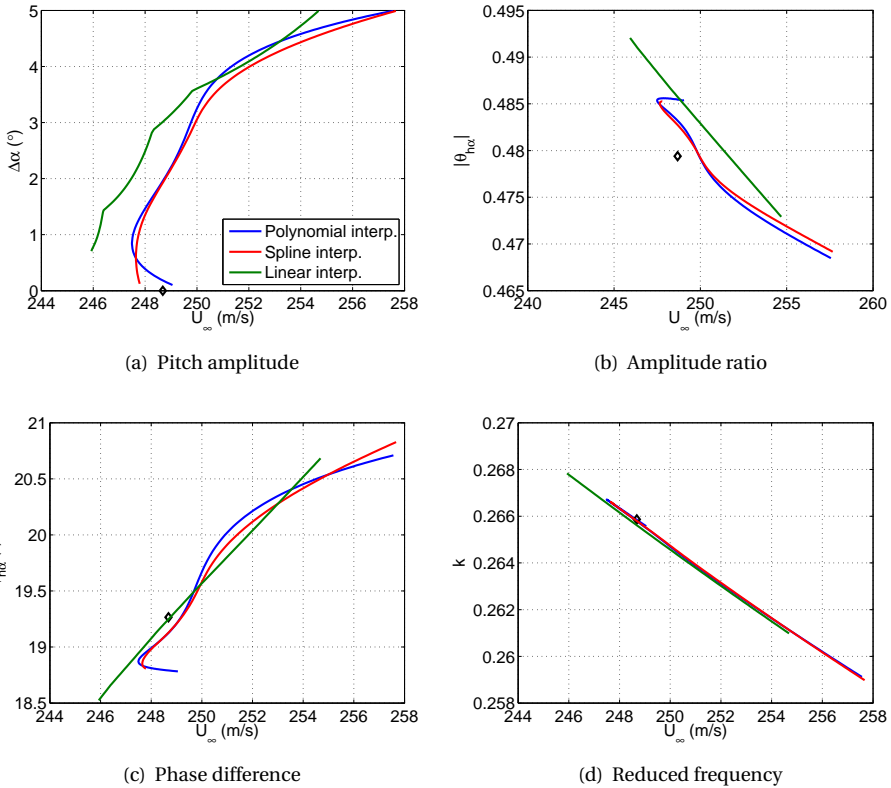 5
4
3
2
1
0
Δα (°)
244 246 248 250 252 254 256 258
U∞ (m/s)
Polynomial interp.
Spline interp.
Linear interp.
(a) Pitch amplitude
0.495
0.49
0.485
0.48
0.475
0.47
0.465
|θhα|
240 245 250 255 260
U∞ (m/s)
(b) Amplitude ratio
21
20.5
20
19.5
19
18.5
hα
244 246 248 250 252 254 256 258
U∞ (m/s)
(c) Phase difference
0.27
0.268
0.266
0.264
0.262
0.26
0.258
k
244 246 248 250 252 254 256 258
U∞ (m/s)
(d) Reduced frequency